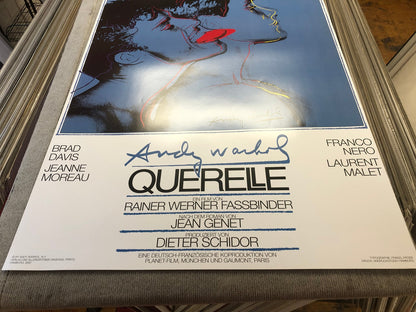 Andy Warhol
BRAD
DAVIS
JEANNE
MOREAU
FRANCO
NERO
LAURENT
MALET
QUERELLE
EIN FILM VON
RAINER WERNER FASSBINDER
NACH DEM ROMAN VON
JEAN GENET
PRODUZIERT VON
DIETER SCHIDOR
EINE DEUTSCH-FRANZÖSISCHE KOPRODUKTION VON
PLANET-FILM, MÜNCHEN UND GAUMONT, PARIS